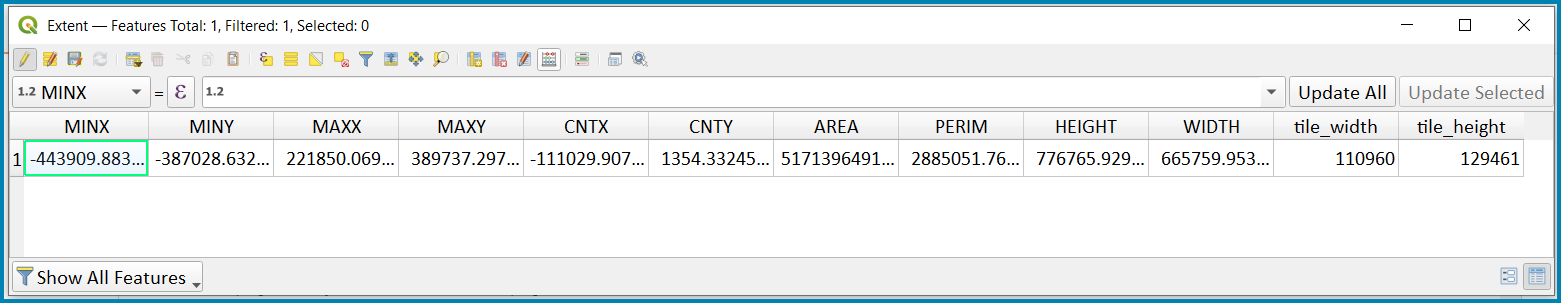 Extent — Features Total: 1, Filtered: 1, Selected: 0
1.2 MINX = ε 1.2 Update All Update Selected
MINX MINY MAXX MAXY CNTX CNTY AREA PERIM HEIGHT WIDTH tile_width tile_height
1 -443909.883... -387028.632... 221850.069... 389737.297... -111029.907... 1354.33245... 5171396491... 2885051.76... 776765.929... 665759.953... 110960 129461
Show All Features